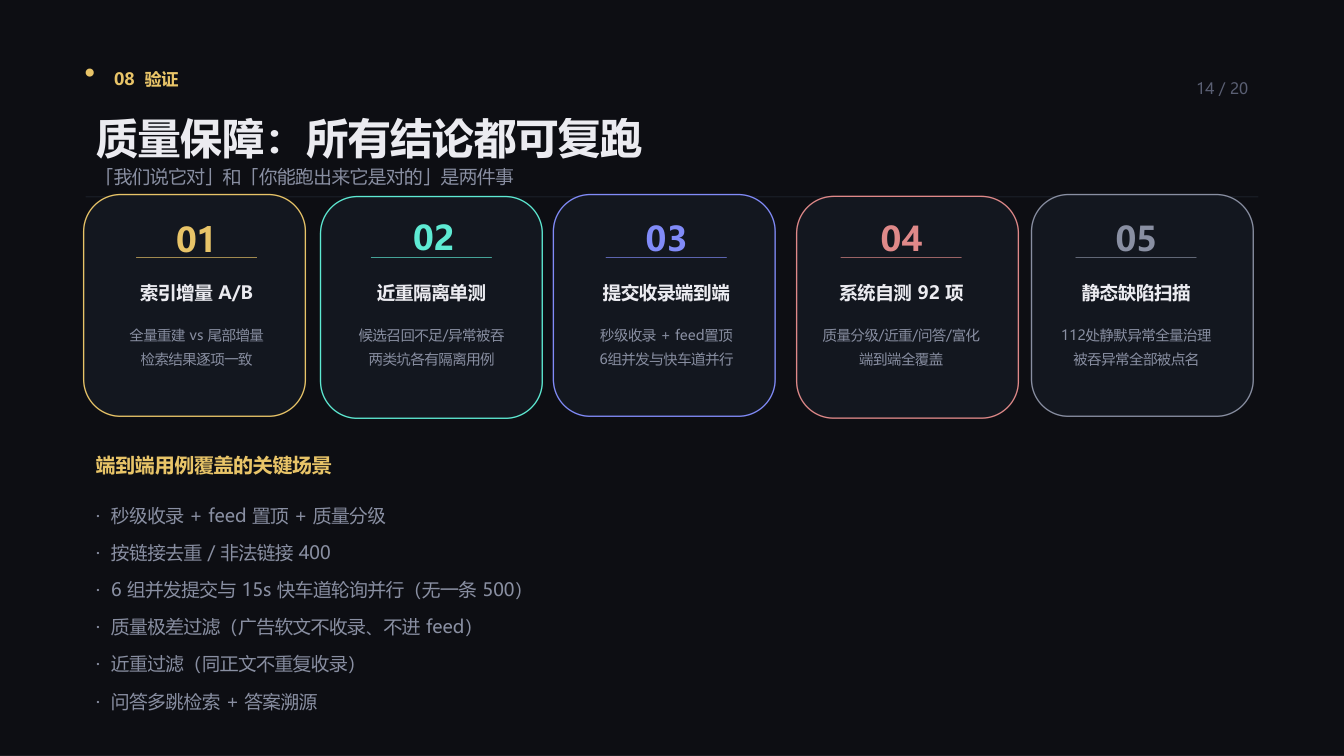 08 验证
14 / 20
质量保障：所有结论都可复跑
「我们说它对」和「你能跑出来它是对的」是两件事
01
索引增量 A/B
全量重建 vs 尾部增量
检索结果逐项一致
02
近重隔离单测
候选召回不足/异常被吞
两类坑各有隔离用例
03
提交收录端到端
秒级收录 + feed置顶
6组并发与快车道并行
04
系统自测 92 项
质量分级/近重/问答/富化
端到端全覆盖
05
静态缺陷扫描
112处静默异常全量治理
被吞异常全部被点名
端到端用例覆盖的关键场景
· 秒级收录 + feed 置顶 + 质量分级
· 按链接去重 / 非法链接 400
· 6 组并发提交与 15s 快车道轮询并行（无一条 500）
· 质量极差过滤（广告软文不收录、不进 feed）
· 近重过滤（同正文不重复收录）
· 问答多跳检索 + 答案溯源